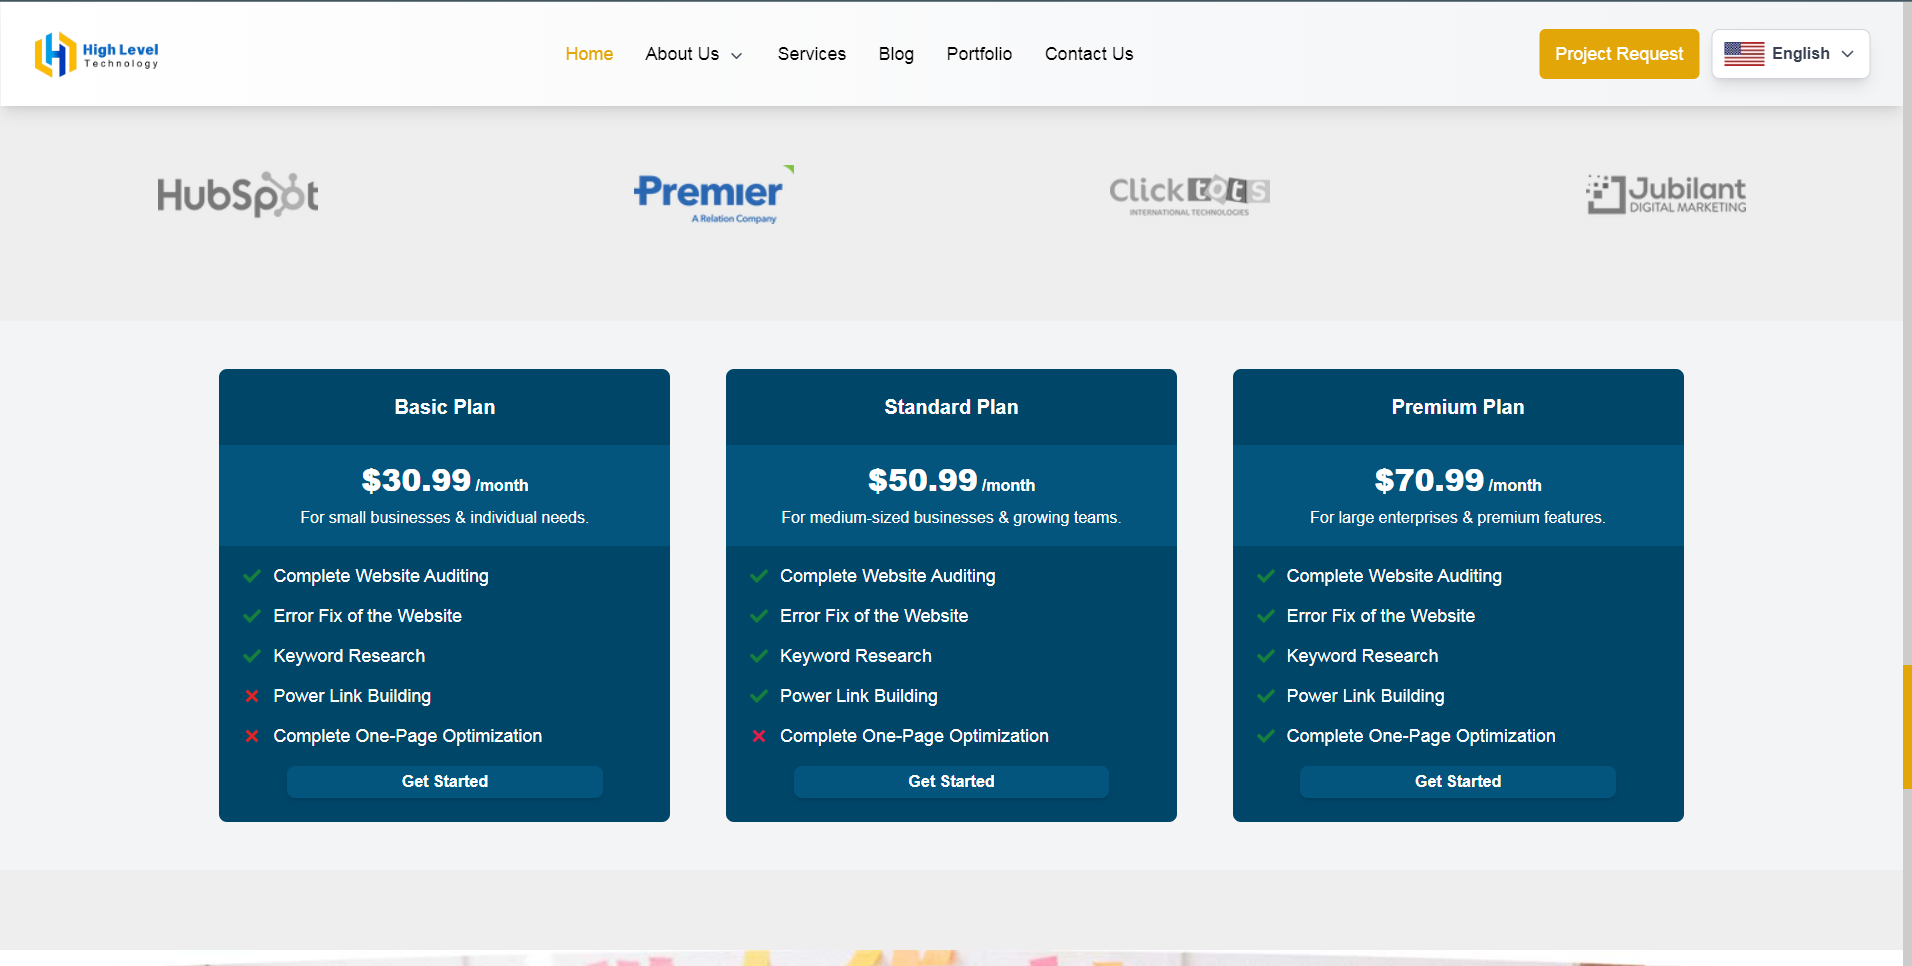 High Level
Technology
Home
About Us
Services
Blog
Portfolio
Contact Us
Project Request
English
HubSpot
Premier
A Relation Company
Click tots
INTERNATIONAL TECHNOLOGIES
Jubilant
DIGITAL MARKETING
Basic Plan
$30.99 /month
For small businesses & individual needs.
Complete Website Auditing
Error Fix of the Website
Keyword Research
Power Link Building
Complete One-Page Optimization
Get Started
Standard Plan
$50.99 /month
For medium-sized businesses & growing teams.
Complete Website Auditing
Error Fix of the Website
Keyword Research
Power Link Building
Complete One-Page Optimization
Get Started
Premium Plan
$70.99 /month
For large enterprises & premium features.
Complete Website Auditing
Error Fix of the Website
Keyword Research
Power Link Building
Complete One-Page Optimization
Get Started